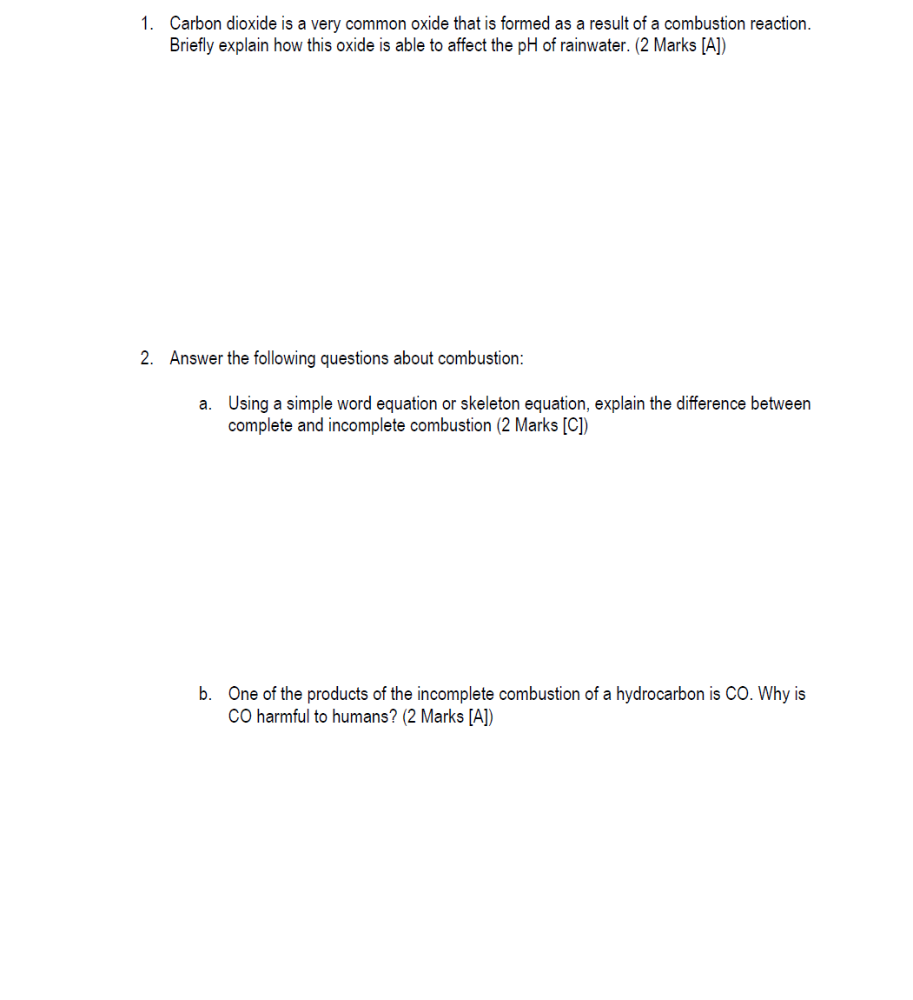 1. Carbon dioxide is a very common oxide that is formed as a result of a combustion reaction.
Briefly explain how this oxide is able to affect the pH of rainwater. (2 Marks [A])
2. Answer the following questions about combustion:
a. Using a simple word equation or skeleton equation, explain the difference between
complete and incomplete combustion (2 Marks [C])
b. One of the products of the incomplete combustion of a hydrocarbon is CO. Why is
CO harmful to humans? (2 Marks [A])